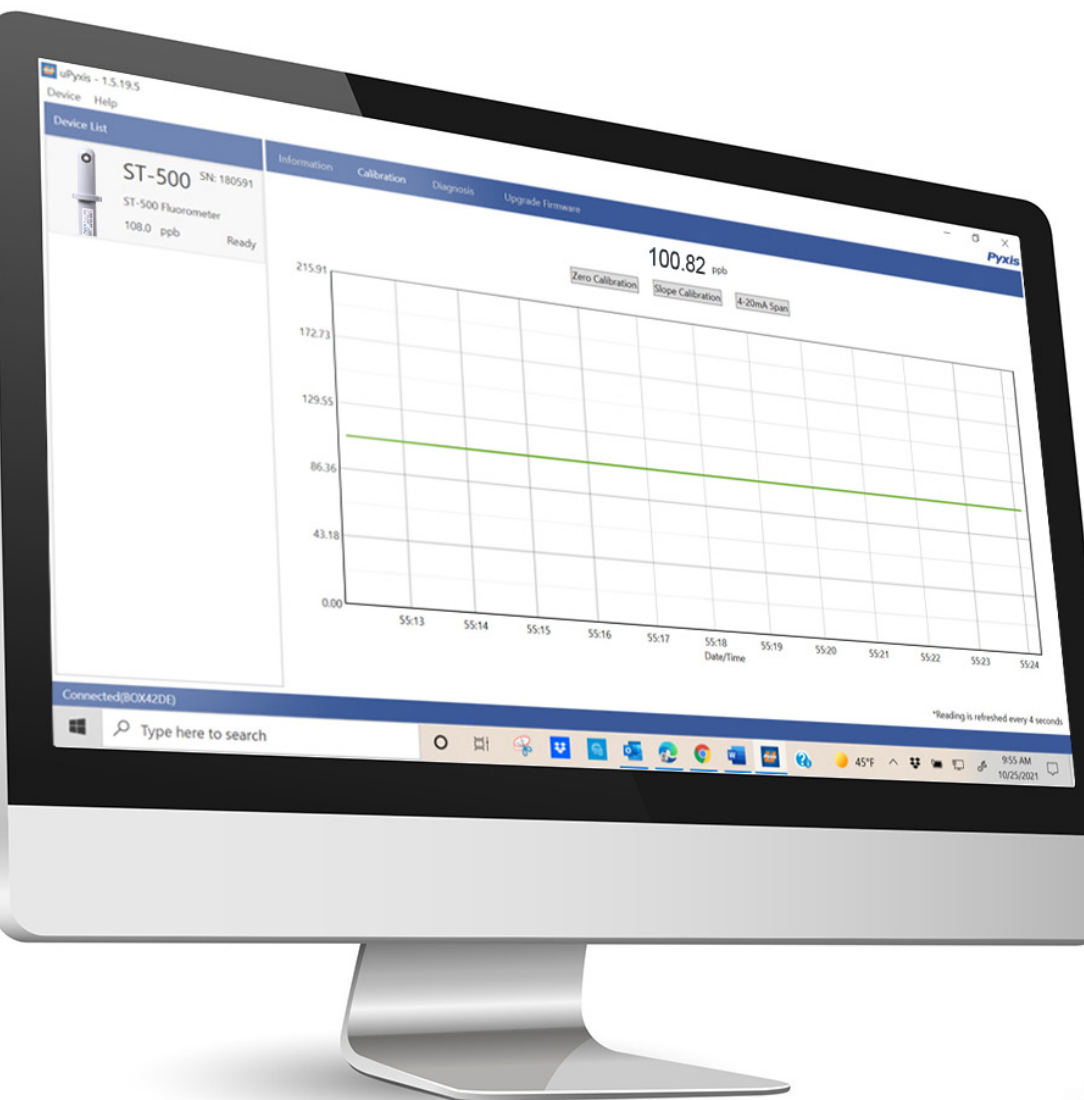 uPyxis - 1.5.19.5
Device Help
Device List
ST-500 SN: 180591
ST-500 Fluorometer
108.0 ppb Ready
Information Calibration Diagnosis Upgrade Firmware
Pyxis
100.82 ppb
Zero Calibration Slope Calibration 4-20mA Span
215.91
172.73
129.55
86.36
43.18
0.00
55:13 55:14 55:15 55:16 55:17 55:18 55:19 55:20 55:21 55:22 55:23 55:24
Date/Time
*Reading is refreshed every 4 seconds
Connected(BOX42DE)
Type here to search
45°F
9:55 AM
10/25/2021